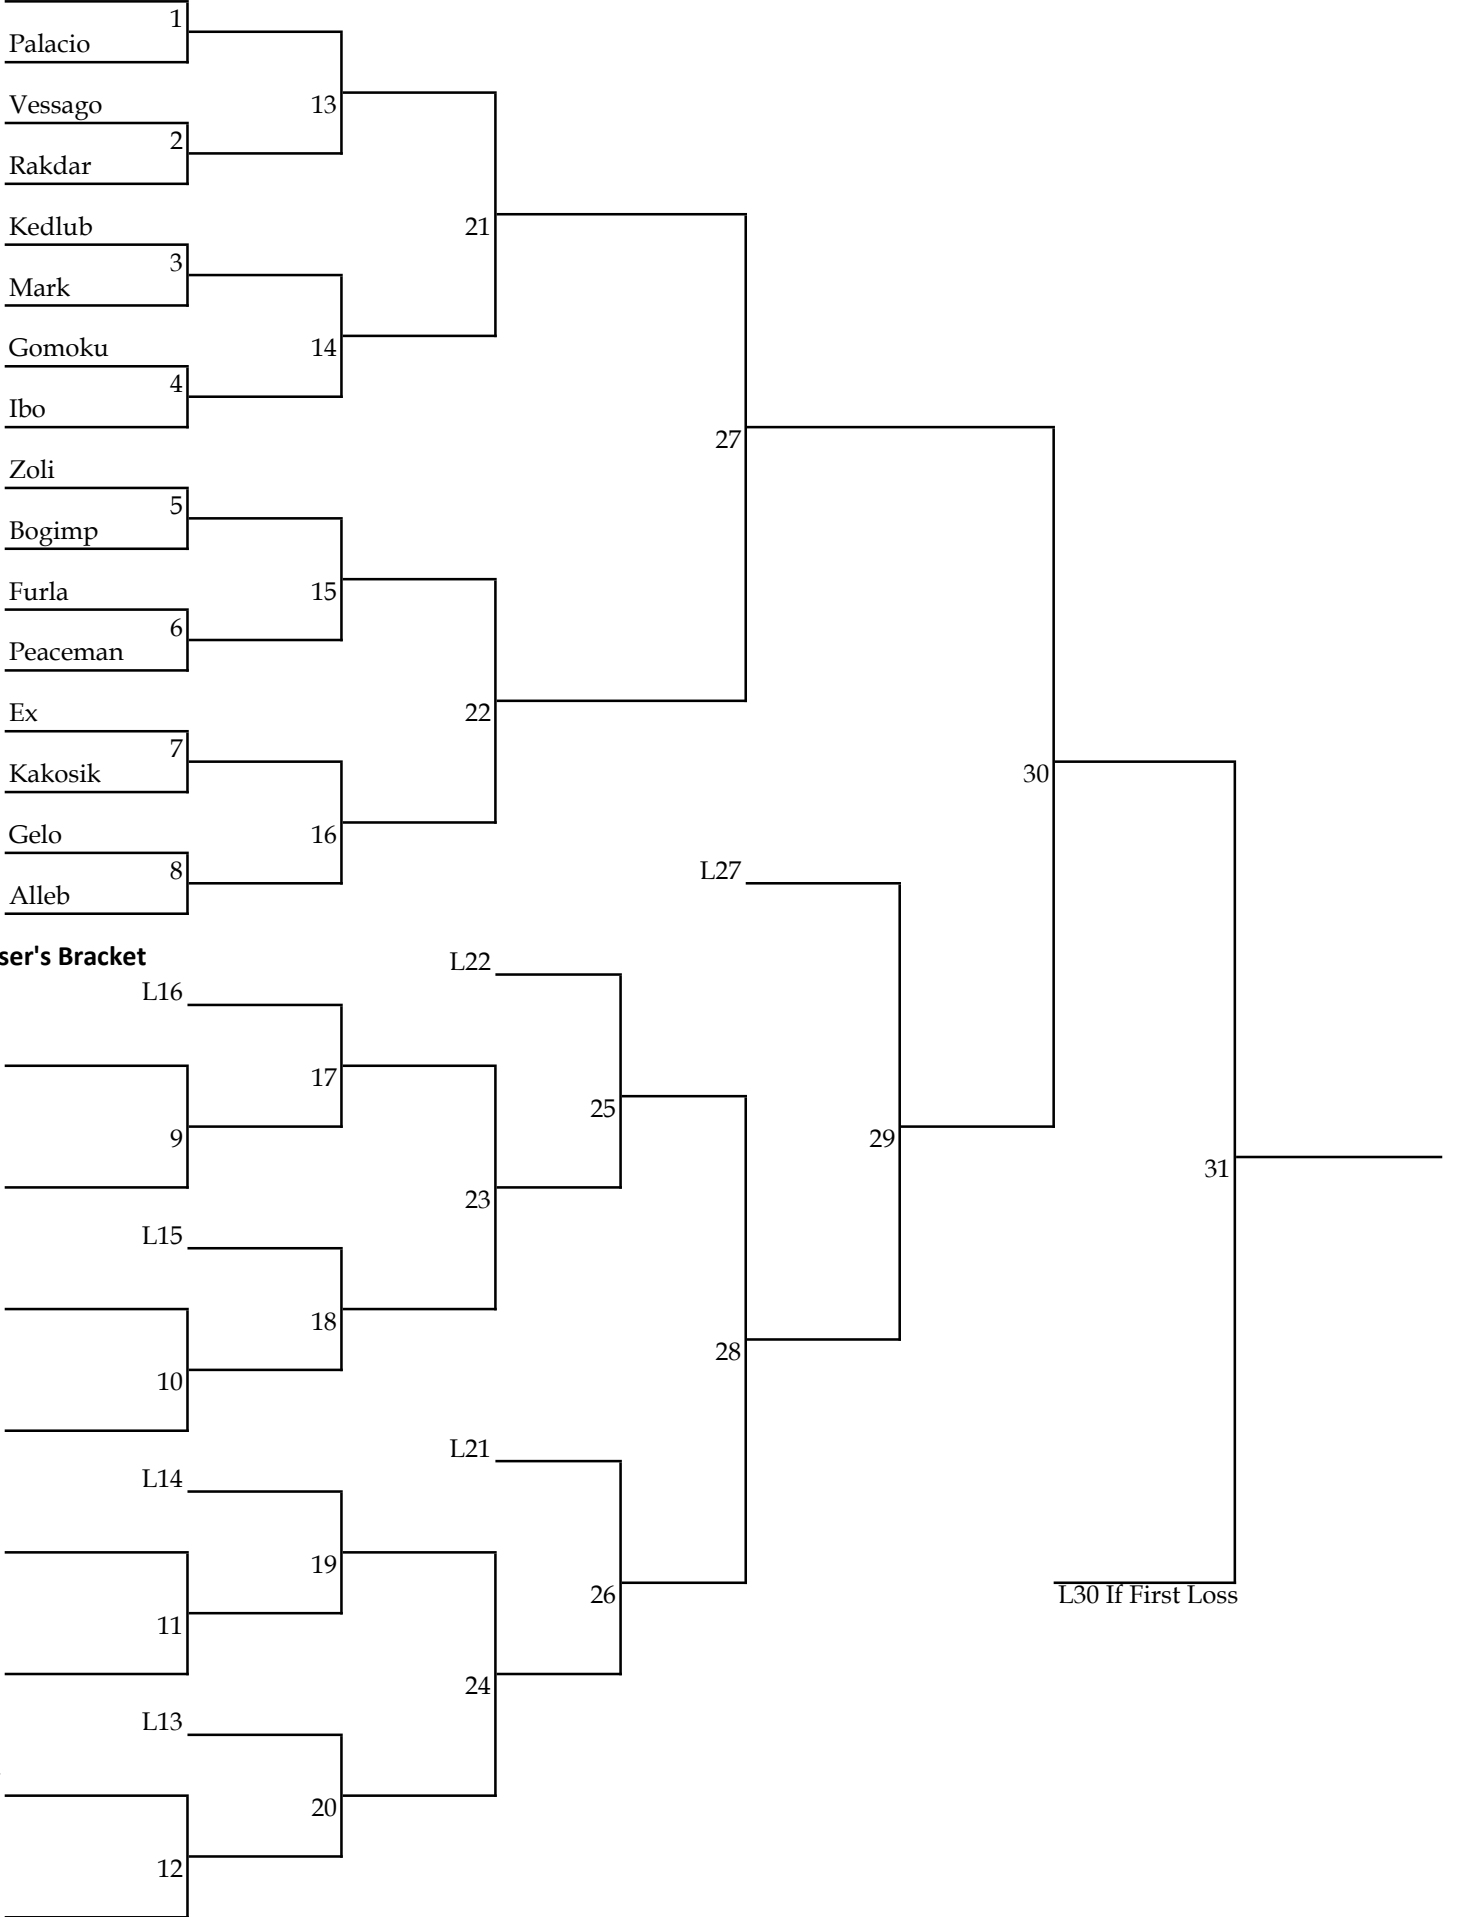 1
Palacio
Vessago
13
2
Rakdar
Kedlub
21
3
Mark
Gomoku
14
4
Ibo
27
Zoli
5
Bogimp
Furla
15
6
Peaceman
Ex
22
7
Kakosik
30
Gelo
16
8
L27
Alleb
ser's Bracket
L22
L16
17
25
9
29
31
23
L15
18
28
10
L21
L14
19
26
L30 If First Loss
11
24
L13
20
12